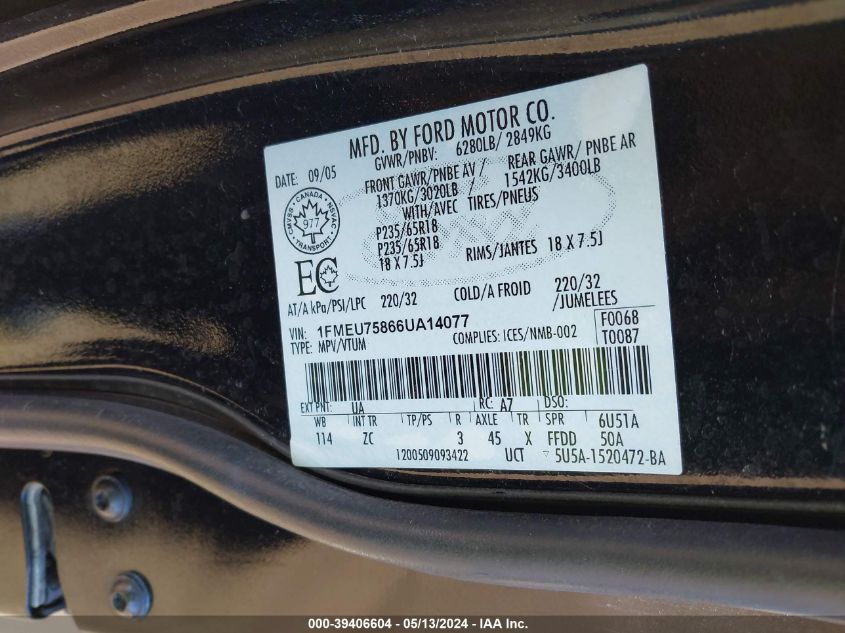 MFD. BY FORD MOTOR CO.
DATE: 09/05 GVWR/PNBV: 6280LB/ 2849KG
FRONT GAWR/PNBE AV / REAR GAWR/ PNBE AR
1370KG/3020LB / 1542KG/3400LB
WITH/AVEC TIRES/PNEUS
P235/65R18
P235/65R18 RIMS/JANTES 18 X 7.5J
18 X 7.5J
CANADA
CMVSS NSVAC
977
TRANSPORT
EC
AT/A kPa/PSI/LPC 220/32 COLD/A FROID 220/32
/JUMELEES
VIN: 1FMEU75866UA14077 F0068
TYPE: MPV/VTUM COMPLIES: ICES/NMB-002 T0087
EXT PNT: UA RC: A7 DSO:
WB INT TR TP/PS R AXLE TR SPR 6U51A
114 ZC 3 45 X FFDD 50A
1200509093422 UCT 5U5A-1520472-BA
000-39406604 - 05/13/2024 - IAA Inc.